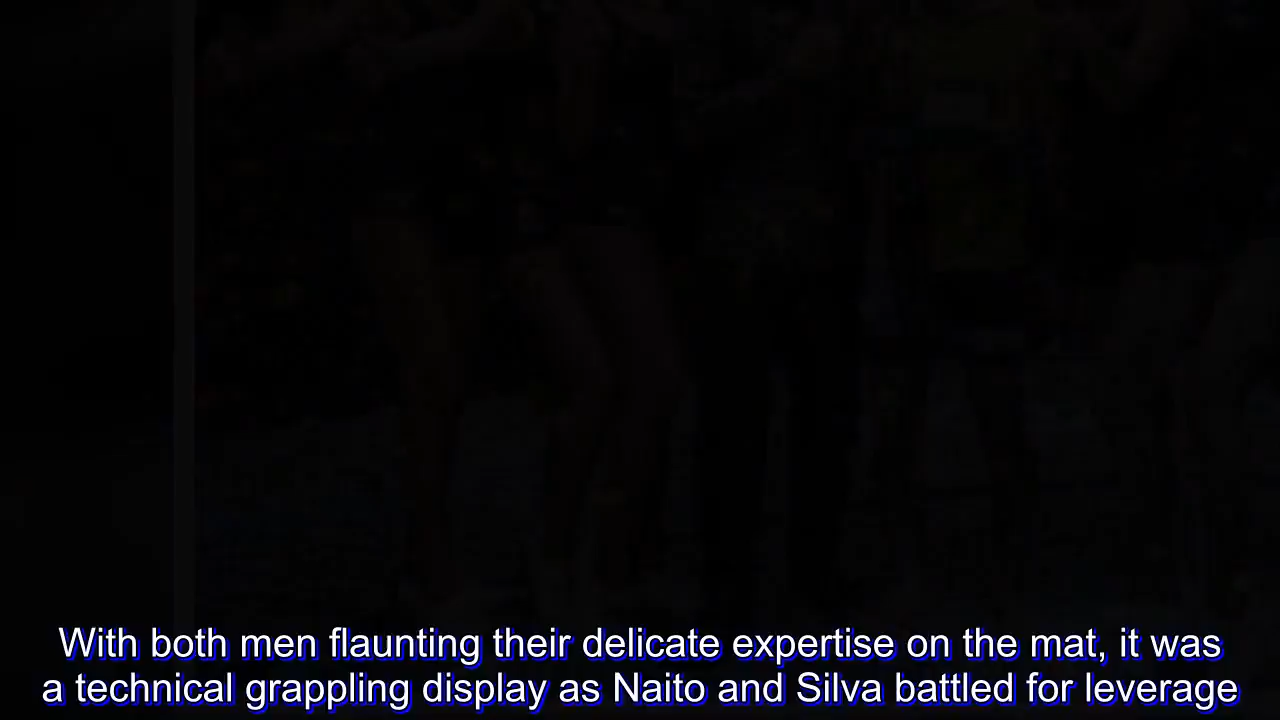 With both men flaunting their delicate expertise on the mat, it was
a technical grappling display as Naito and Silva battled for leverage